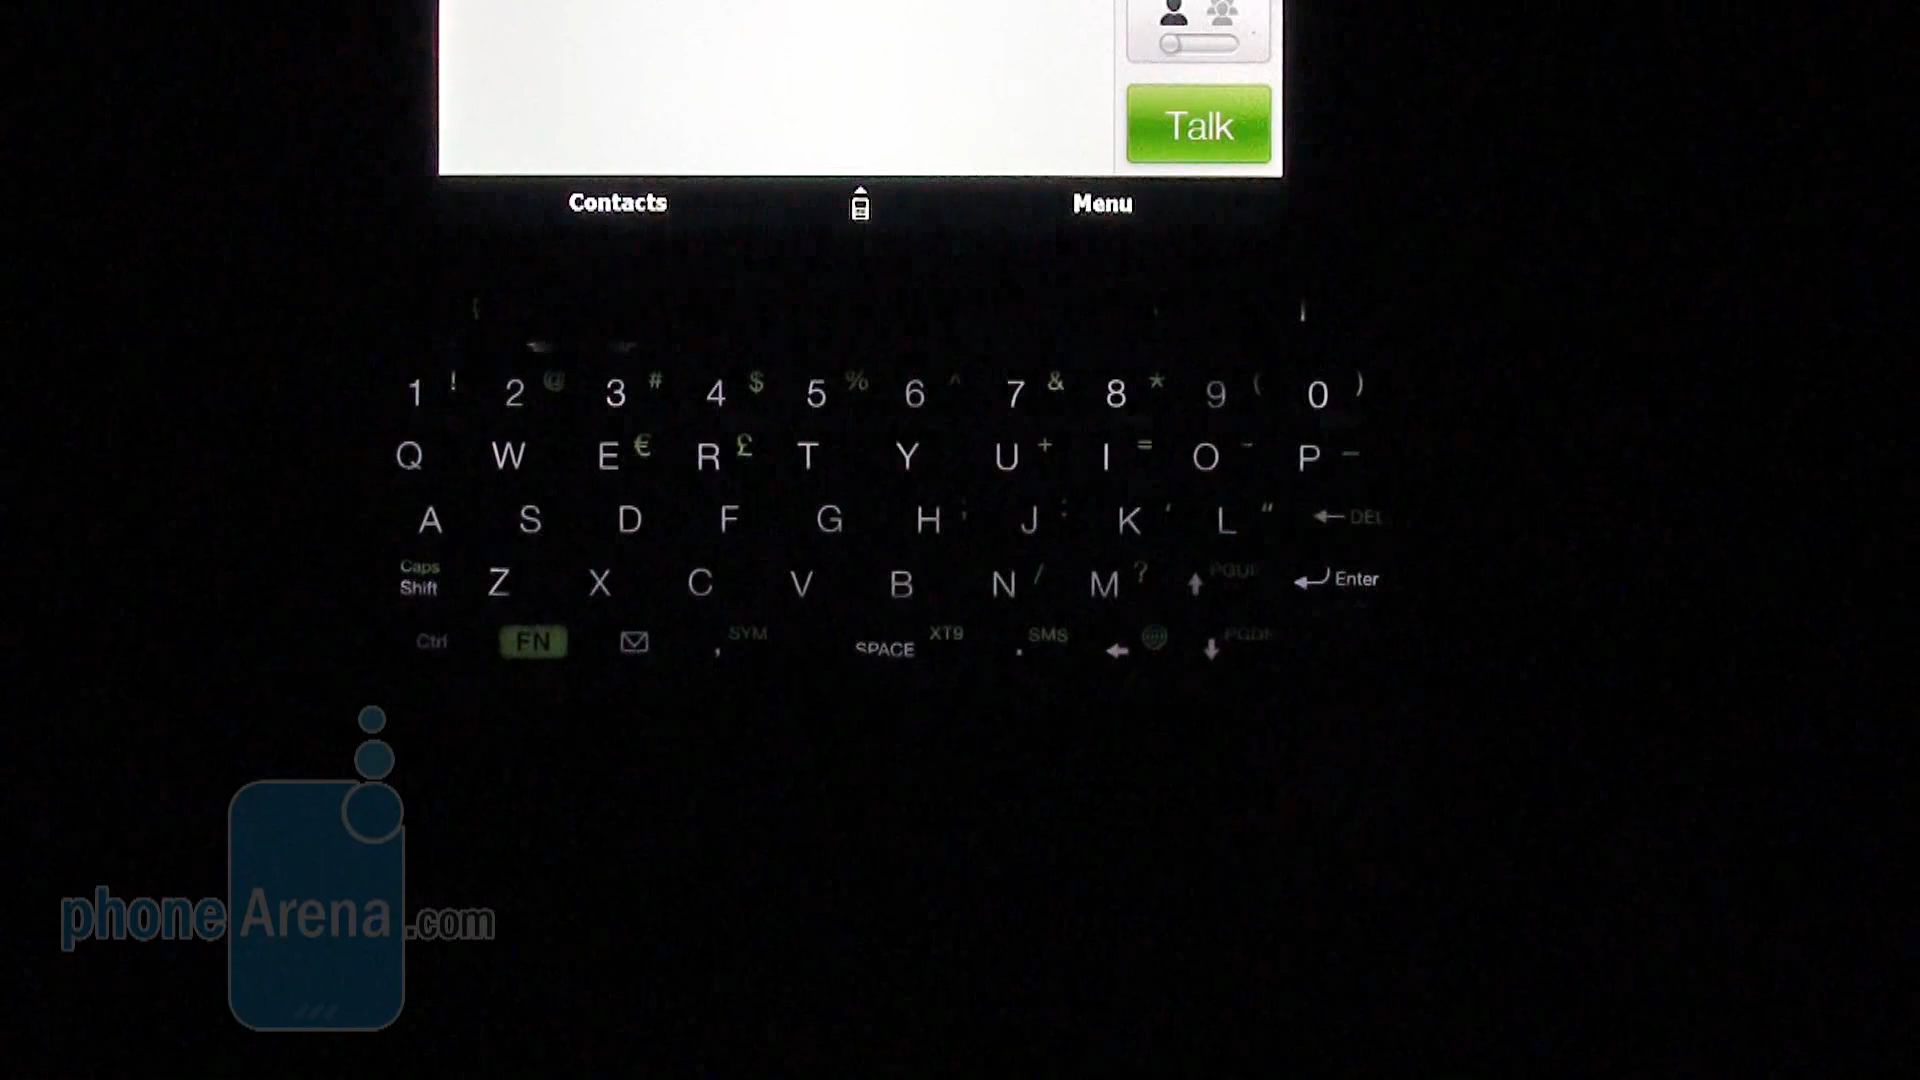 Talk
Contacts Menu
1 ! 2 @ 3 # 4 $ 5 % 6 ^ 7 & 8 * 9 ( 0 )
Q W E € R £ T Y U + I = O - P _
A S D F G H ; J : K ' L " ← DEL
Caps
Shift Z X C V B N / M ? ↑ PGUP ↵ Enter
Ctrl FN , SYM SPACE XT9 . SMS ← ↓ PGDN
phoneArena.com